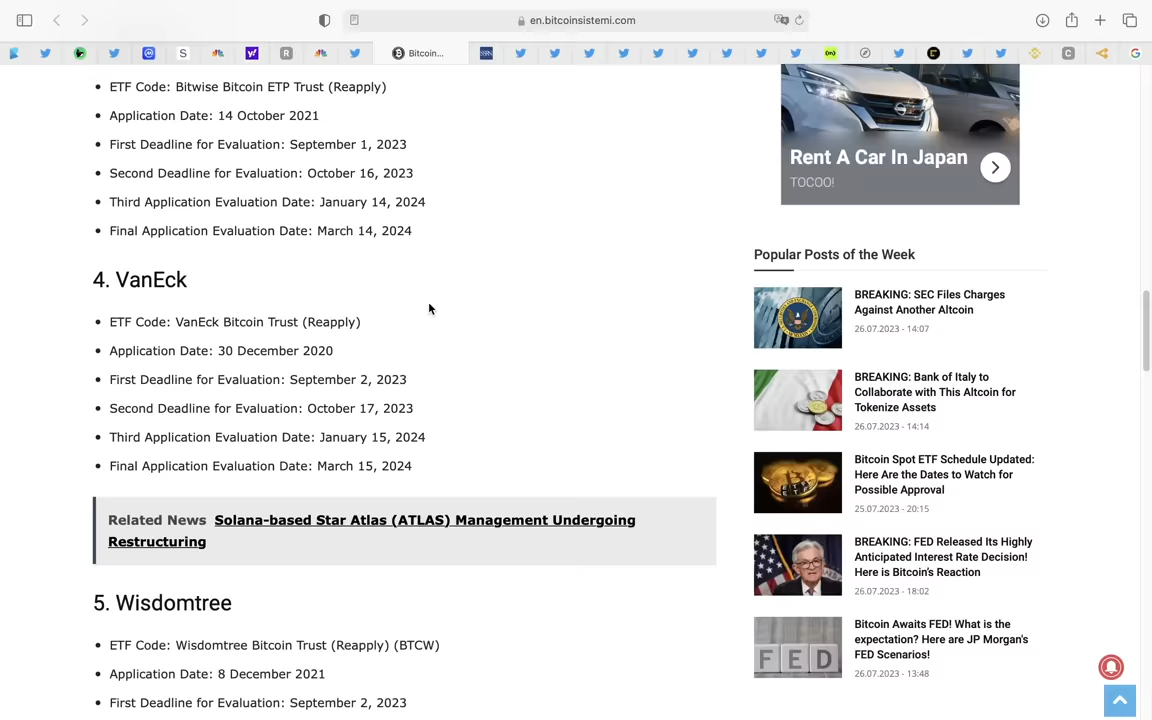 en.bitcoinsistemi.com
Bitcoin...
ETF Code: Bitwise Bitcoin ETP Trust (Reapply)
Application Date: 14 October 2021
First Deadline for Evaluation: September 1, 2023
Second Deadline for Evaluation: October 16, 2023
Third Application Evaluation Date: January 14, 2024
Final Application Evaluation Date: March 14, 2024
4. VanEck
ETF Code: VanEck Bitcoin Trust (Reapply)
Application Date: 30 December 2020
First Deadline for Evaluation: September 2, 2023
Second Deadline for Evaluation: October 17, 2023
Third Application Evaluation Date: January 15, 2024
Final Application Evaluation Date: March 15, 2024
Related News Solana-based Star Atlas (ATLAS) Management Undergoing
Restructuring
5. Wisdomtree
ETF Code: Wisdomtree Bitcoin Trust (Reapply) (BTCW)
Application Date: 8 December 2021
First Deadline for Evaluation: September 2, 2023
Rent A Car In Japan
TOCOO!
Popular Posts of the Week
BREAKING: SEC Files Charges
Against Another Altcoin
26.07.2023 - 14:07
BREAKING: Bank of Italy to
Collaborate with This Altcoin for
Tokenize Assets
26.07.2023 - 14:14
Bitcoin Spot ETF Schedule Updated:
Here Are the Dates to Watch for
Possible Approval
25.07.2023 - 20:15
BREAKING: FED Released Its Highly
Anticipated Interest Rate Decision!
Here is Bitcoin's Reaction
26.07.2023 - 18:02
Bitcoin Awaits FED! What is the
expectation? Here are JP Morgan's
FED Scenarios!
26.07.2023 - 13:48
FED